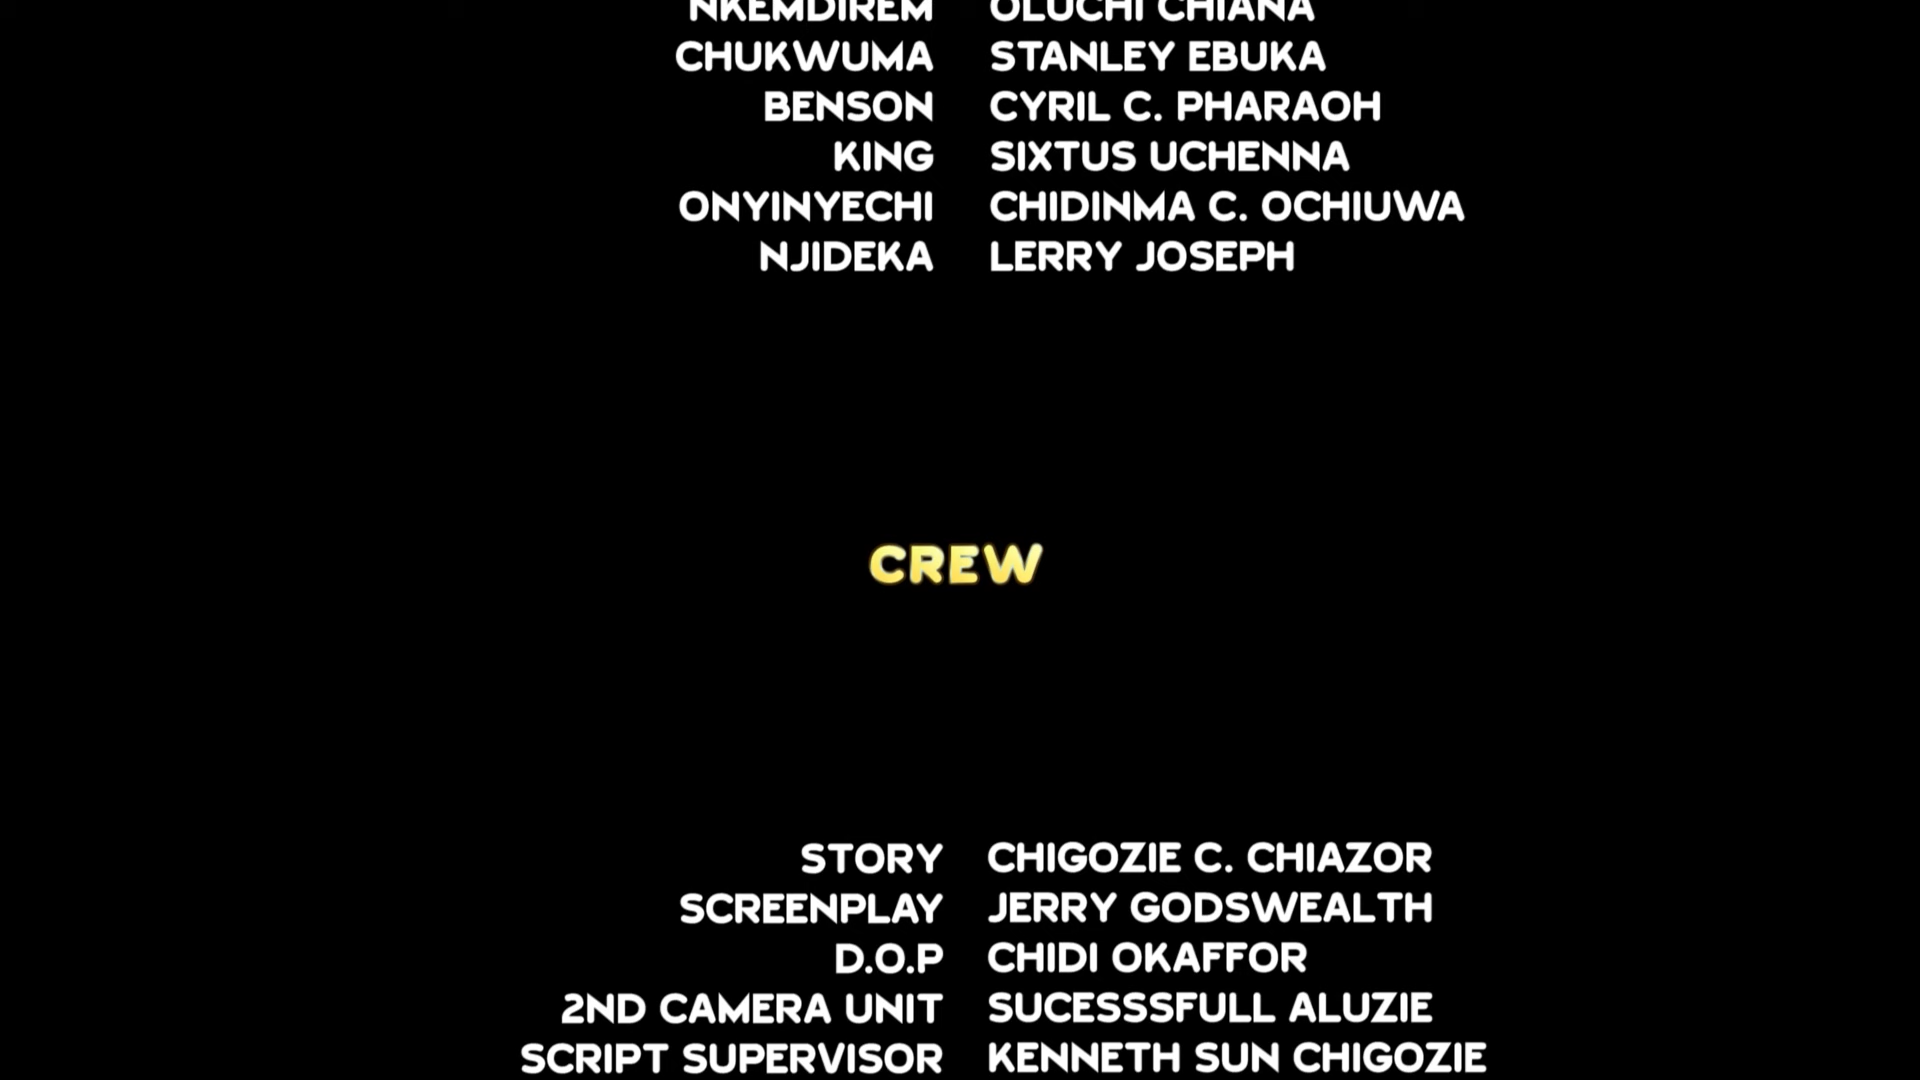 NKEMDIREM OLUCHI CHIANA
CHUKWUMA STANLEY EBUKA
BENSON CYRIL C. PHARAOH
KING SIXTUS UCHENNA
ONYINYECHI CHIDINMA C. OCHIUWA
NJIDEKA LERRY JOSEPH
CREW
STORY CHIGOZIE C. CHIAZOR
SCREENPLAY JERRY GODSWEALTH
D.O.P CHIDI OKAFFOR
2ND CAMERA UNIT SUCESSSFULL ALUZIE
SCRIPT SUPERVISOR KENNETH SUN CHIGOZIE